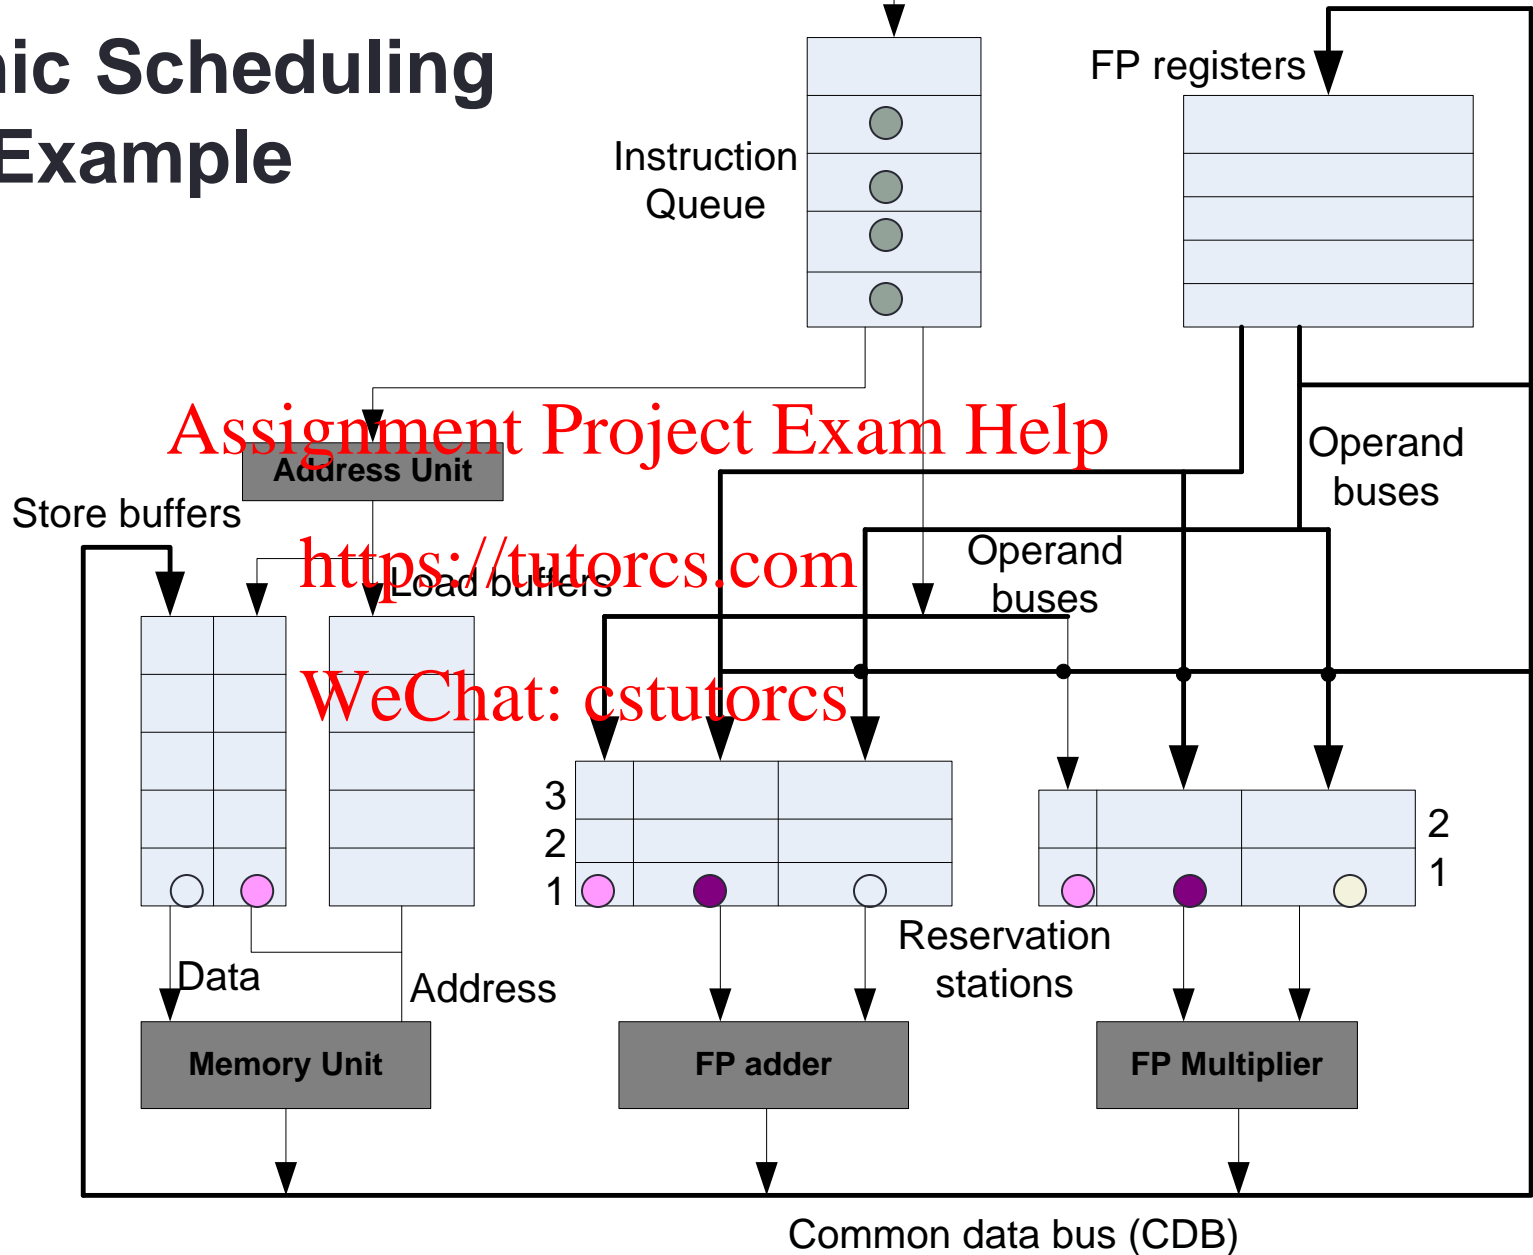 nic Scheduling
Example
FP registers
Instruction
Queue
Assignment Project Exam Help
Operand
buses
Address Unit
Store buffers
https://tutorcs.com
Load buffers
Operand
buses
WeChat: cstutorcs
3
2
1
2
1
Reservation
stations
Data
Address
Memory Unit
FP adder
FP Multiplier
Common data bus (CDB)